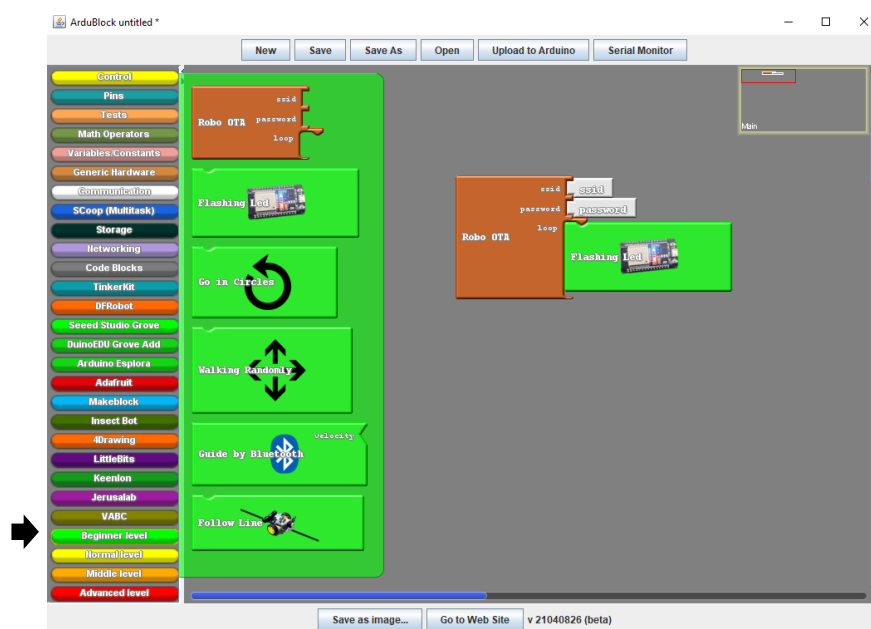 ArduBlock untitled *
New Save Save As Open Upload to Arduino Serial Monitor
Control
Pins
Tests
Math Operators
Variables/Constants
Generic Hardware
Communication
SCoop (Multitask)
Storage
Networking
Code Blocks
TinkerKit
DFRobot
Seeed Studio Grove
DuinoEDU Grove Add
Arduino Esplora
Adafruit
Makeblock
Insect Bot
4Drawing
LittleBits
Keenlon
Jerusalab
VABC
Beginner level
Normal level
Middle level
Advanced level
Robo OTA
ssid
password
loop
Flashing Led
Go in Circles
Walking Randomly
velocity
Guide by Bluetooth
Follow Line
Robo OTA
ssid ssid
password password
loop
Flashing Led
Main
Save as image... Go to Web Site v 21040826 (beta)